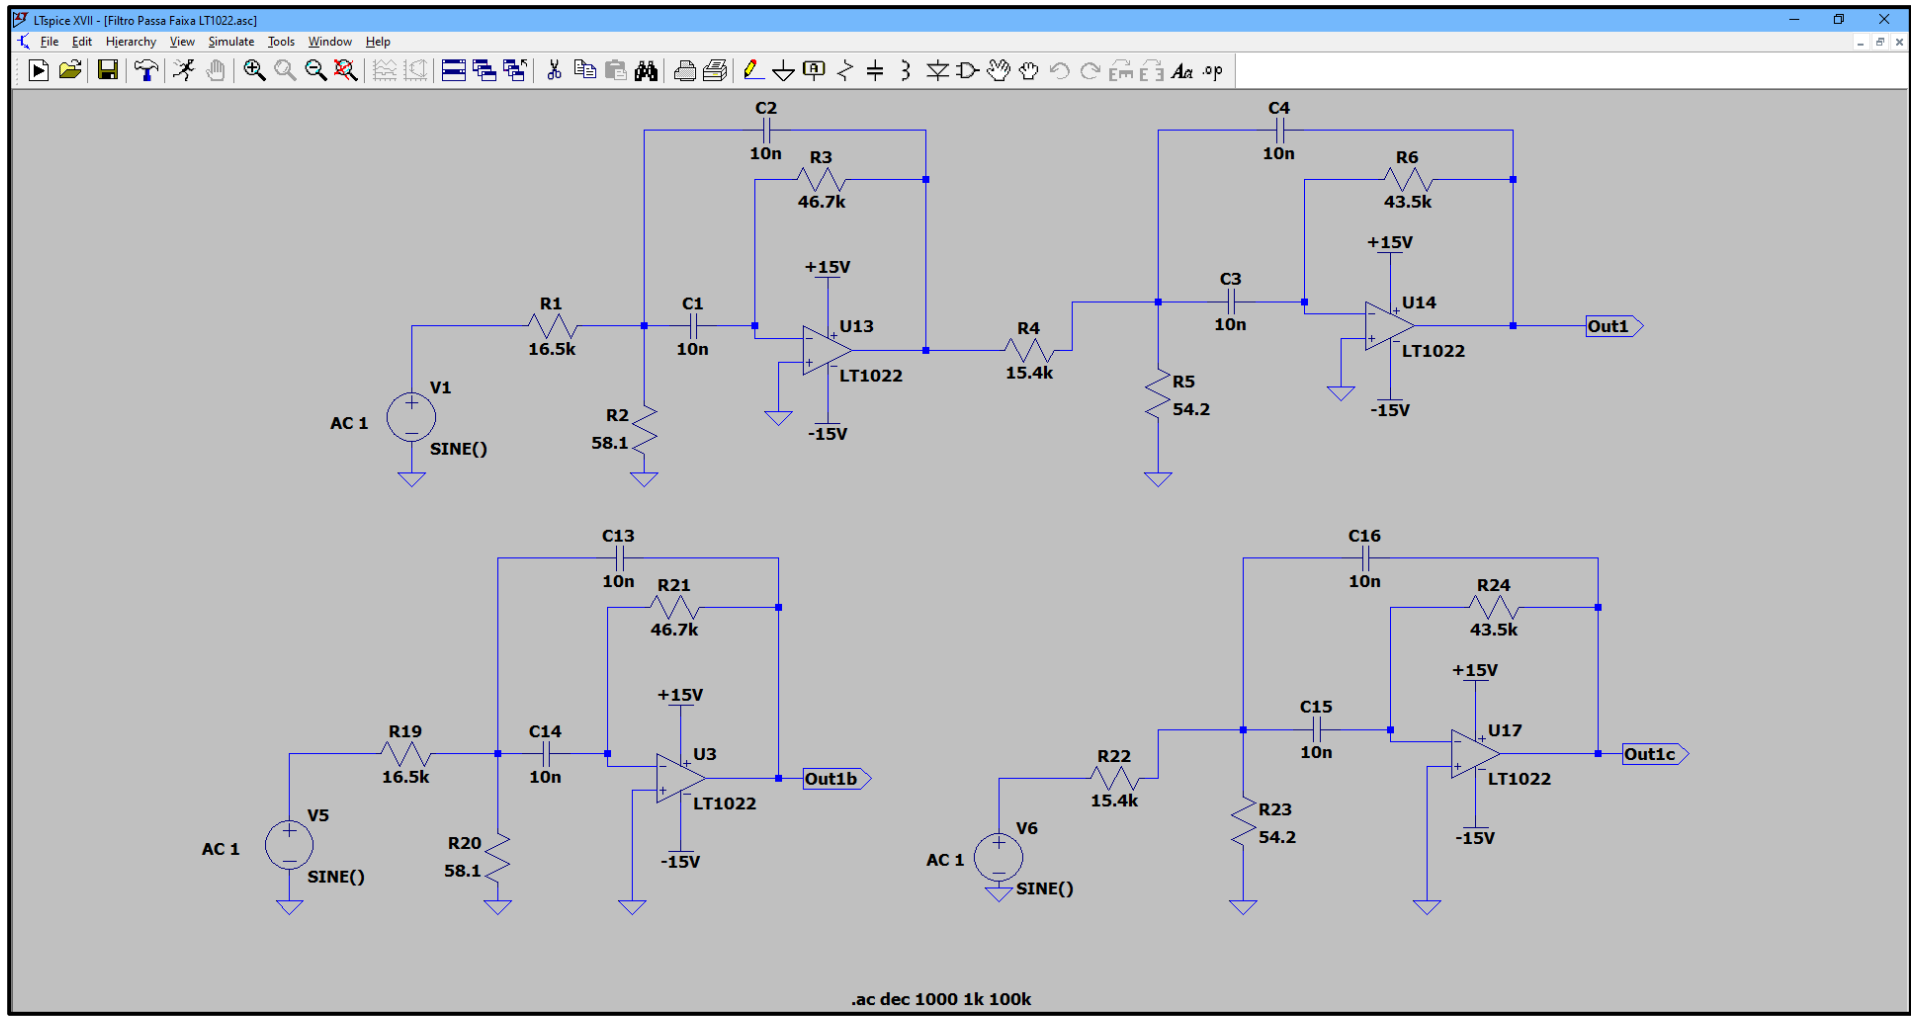 LTspice XVII - [Filtro Passa Faixa LT1022.asc]
File Edit Hierarchy View Simulate Tools Window Help
Aa .op
C2
10n
R3
46.7k
+15V
R1
16.5k
C1
10n
U13
LT1022
-15V
V1
AC 1
SINE()
R2
58.1
R4
15.4k
C4
10n
R6
43.5k
+15V
C3
10n
U14
LT1022
-15V
R5
54.2
Out1
C13
10n
R21
46.7k
+15V
R19
16.5k
C14
10n
U3
LT1022
-15V
Out1b
V5
AC 1
SINE()
R20
58.1
C16
10n
R24
43.5k
+15V
C15
10n
U17
LT1022
-15V
Out1c
R22
15.4k
V6
AC 1
SINE()
R23
54.2
.ac dec 1000 1k 100k